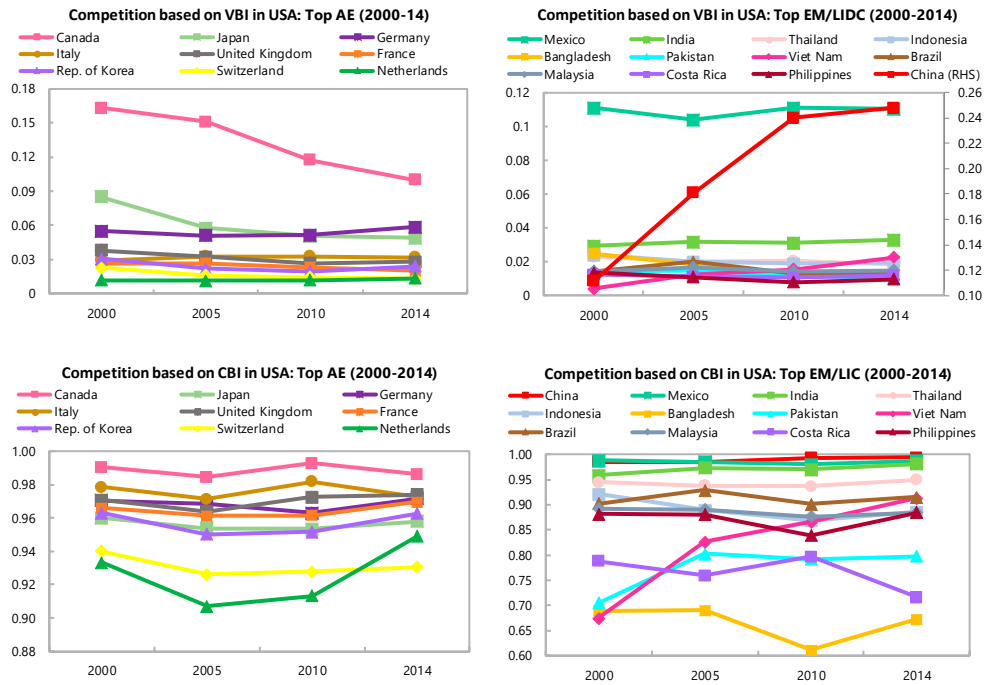 Competition based on VBI in USA: Top AE (2000-14)
Canada Japan Germany
Italy United Kingdom France
Rep. of Korea Switzerland Netherlands
0.18
0.15
0.12
0.09
0.06
0.03
0
2000 2005 2010 2014
Competition based on VBI in USA: Top EM/LIDC (2000-2014)
Mexico India Thailand Indonesia
Bangladesh Pakistan Viet Nam Brazil
Malaysia Costa Rica Philippines China (RHS)
0.12
0.1
0.08
0.06
0.04
0.02
0
0.26
0.24
0.22
0.20
0.18
0.16
0.14
0.12
0.10
2000 2005 2010 2014
Competition based on CBI in USA: Top AE (2000-2014)
Canada Japan Germany
Italy United Kingdom France
Rep. of Korea Switzerland Netherlands
1.00
0.98
0.96
0.94
0.92
0.90
0.88
2000 2005 2010 2014
Competition based on CBI in USA: Top EM/LIC (2000-2014)
China Mexico India Thailand
Indonesia Bangladesh Pakistan Viet Nam
Brazil Malaysia Costa Rica Philippines
1.00
0.95
0.90
0.85
0.80
0.75
0.70
0.65
0.60
2000 2005 2010 2014